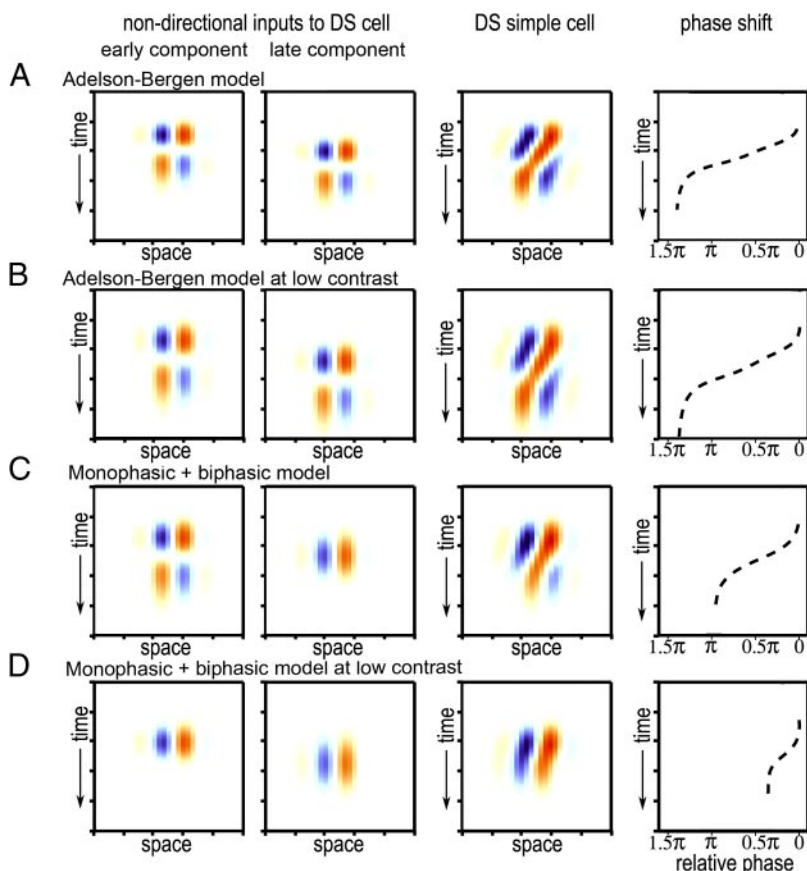 non-directional inputs to DS cell DS simple cell phase shift
early component late component
A Adelson-Bergen model
time time time
space space space 1.5π π 0.5π 0
B Adelson-Bergen model at low contrast
time time time
space space space 1.5π π 0.5π 0
C Monophasic + biphasic model
time time time
space space space 1.5π π 0.5π 0
D Monophasic + biphasic model at low contrast
time time time
space space space 1.5π π 0.5π 0
relative phase